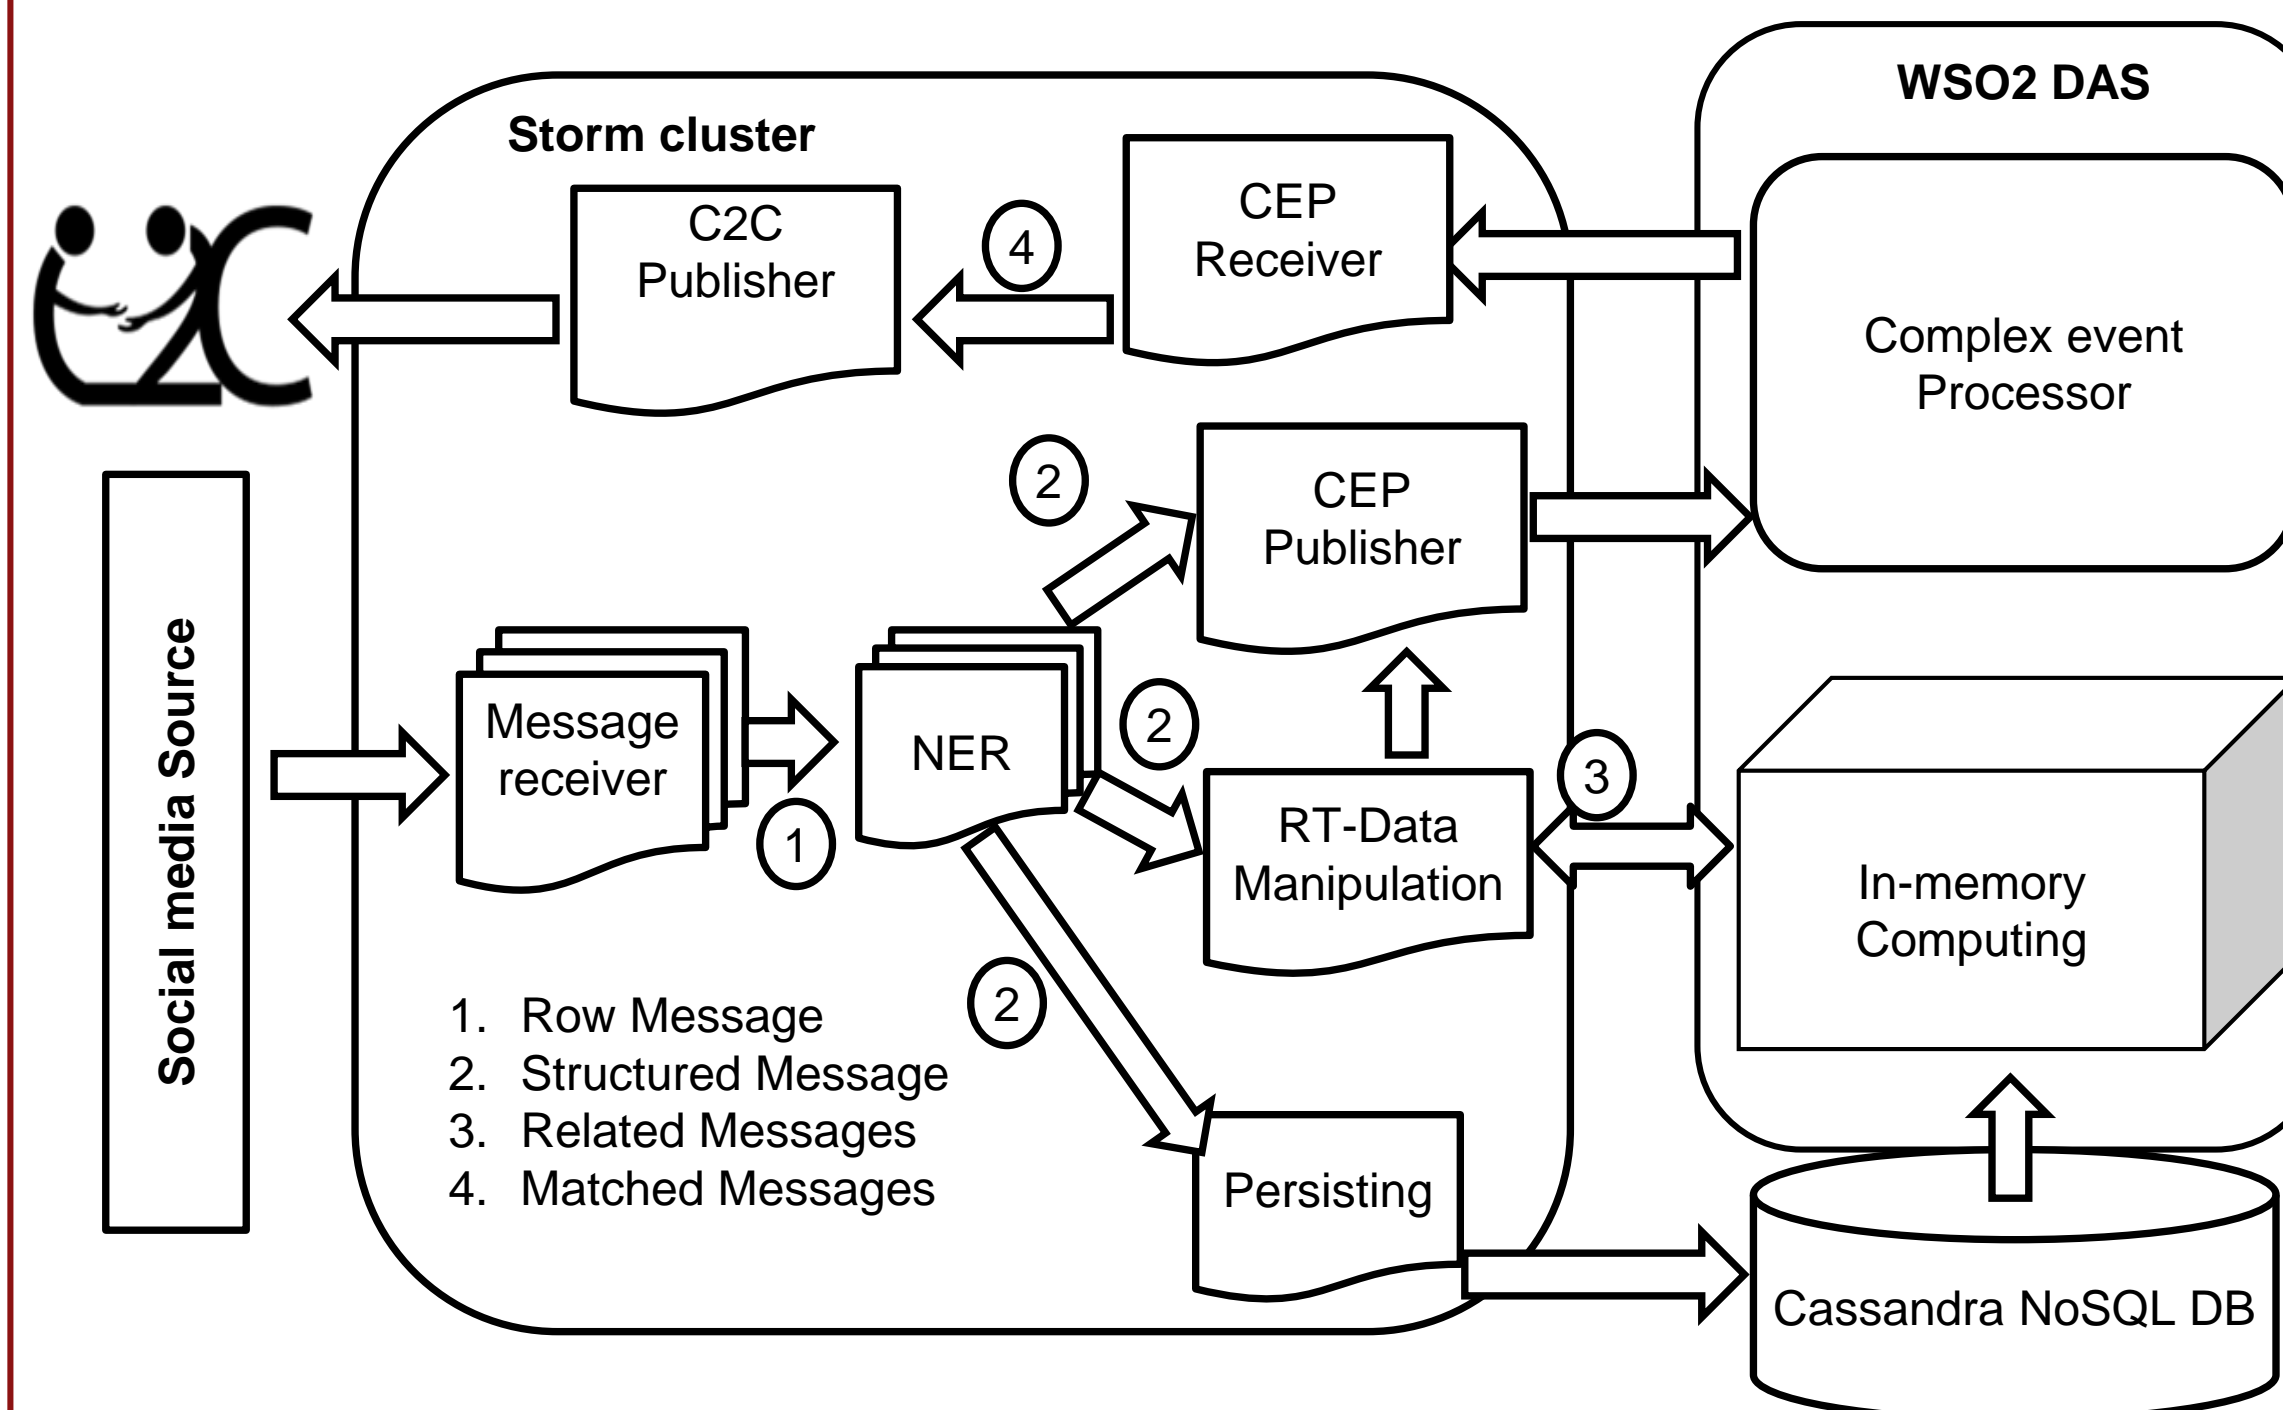 WSO2 DAS
Storm cluster
C2C
Publisher
4
CEP
Receiver
Complex event
Processor
2
CEP
Publisher
Social media Source
Message
receiver
1
NER
2
RT-Data
Manipulation
3
In-memory
Computing
2
1. Row Message
2. Structured Message
3. Related Messages
4. Matched Messages
Persisting
Cassandra NoSQL DB